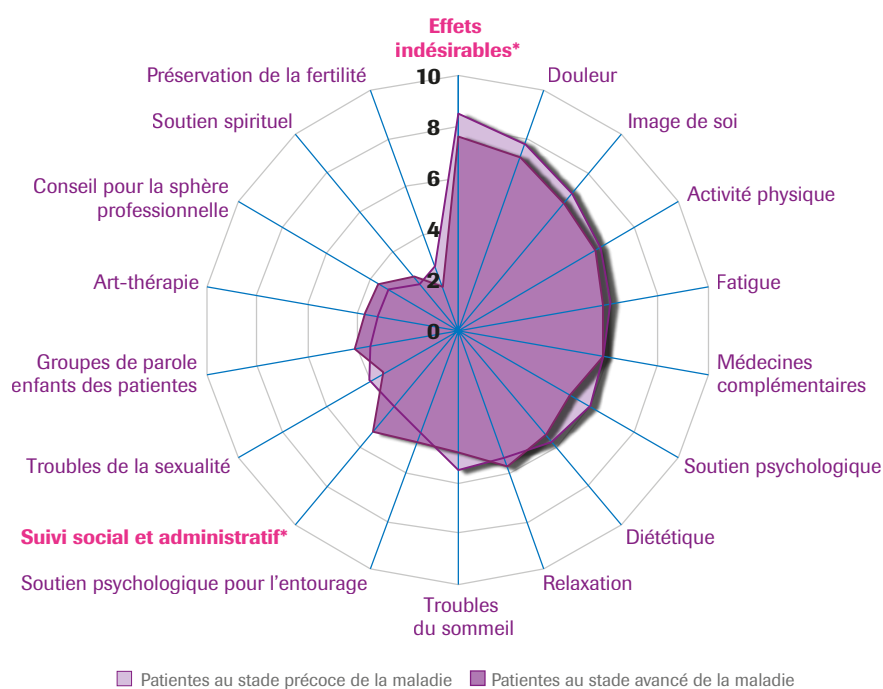 Effets
indésirables*
Préservation de la fertilité
Douleur
Soutien spirituel
Image de soi
Conseil pour la sphère
professionnelle
Activité physique
Art-thérapie
Fatigue
Groupes de parole
enfants des patientes
Médecines
complémentaires
Troubles de la sexualité
Soutien psychologique
Suivi social et administratif*
Diététique
Soutien psychologique pour l'entourage
Relaxation
Troubles
du sommeil
10
8
6
4
2
0
Patientes au stade précoce de la maladie
Patientes au stade avancé de la maladie